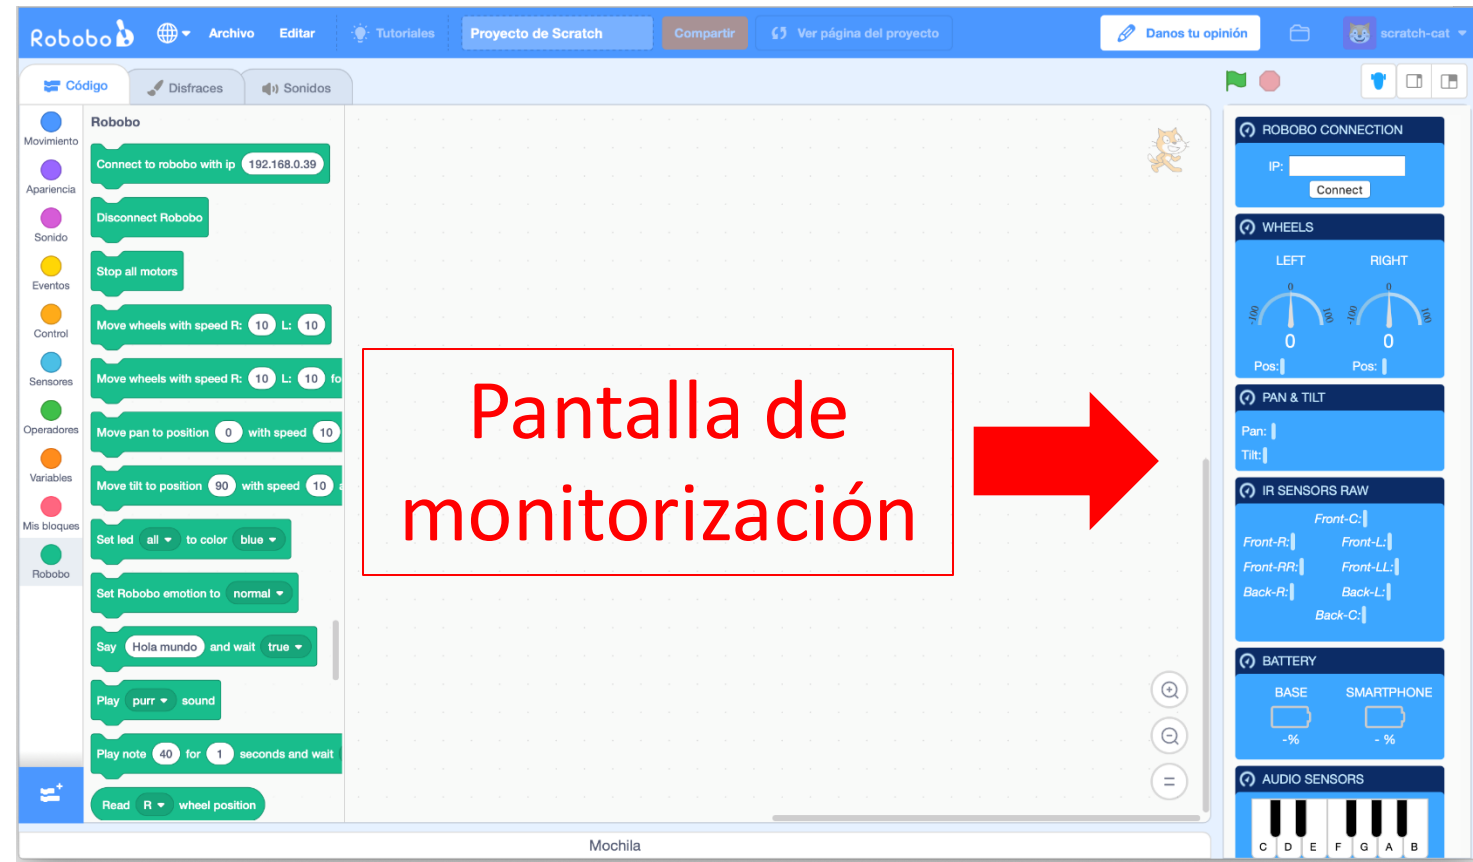 Robobo
Archivo
Editar
Tutoriales
Proyecto de Scratch
Compartir
Ver página del proyecto
Danos tu opinión
scratch-cat
Código
Disfraces
Sonidos
Movimiento
Apariencia
Sonido
Eventos
Control
Sensores
Operadores
Variables
Mis bloques
Robobo
Robobo
Connect to robobo with ip 192.168.0.39
Disconnect Robobo
Stop all motors
Move wheels with speed R: 10 L: 10
Move wheels with speed R: 10 L: 10 fo
Move pan to position 0 with speed 10
Move tilt to position 90 with speed 10 a
Set led all to color blue
Set Robobo emotion to normal
Say Hola mundo and wait true
Play purr sound
Play note 40 for 1 seconds and wait
Read R wheel position
Pantalla de
monitorización
ROBOBO CONNECTION
IP:
Connect
WHEELS
LEFT RIGHT
0 0
-100 100 -100 100
0 0
Pos: Pos:
PAN & TILT
Pan:
Tilt:
IR SENSORS RAW
Front-C:
Front-R: Front-L:
Front-RR: Front-LL:
Back-R: Back-L:
Back-C:
BATTERY
BASE SMARTPHONE
-% - %
AUDIO SENSORS
C D E F G A B
Mochila